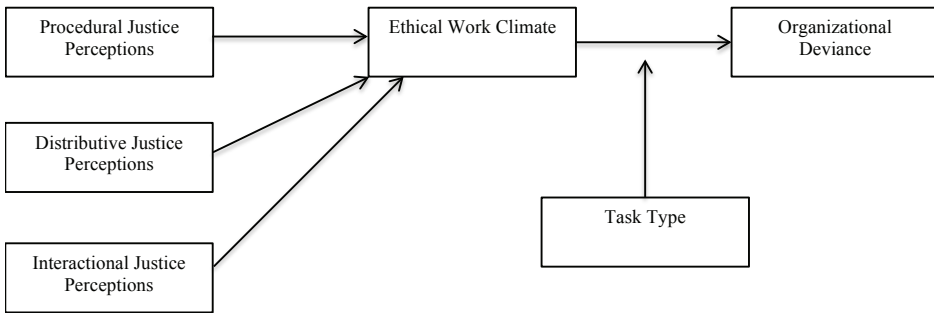 Procedural Justice
Perceptions
Ethical Work Climate
Organizational
Deviance
Distributive Justice
Perceptions
Task Type
Interactional Justice
Perceptions